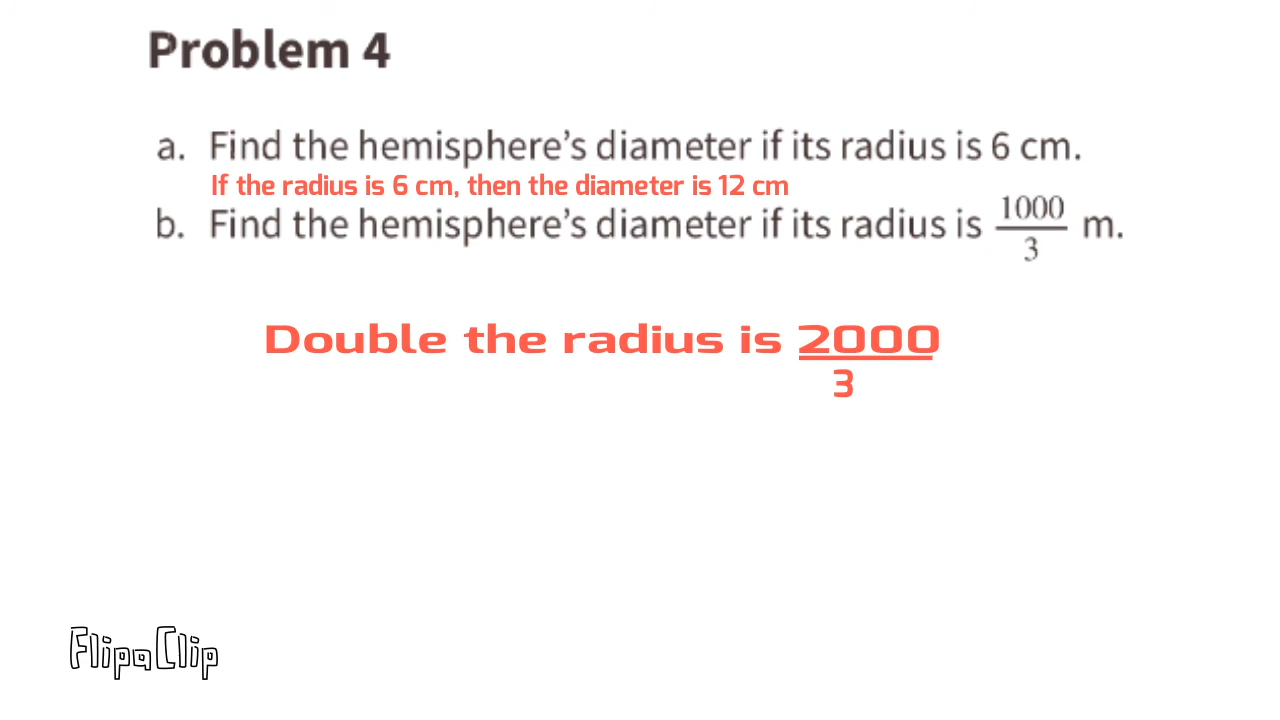 Problem 4
a. Find the hemisphere’s diameter if its radius is 6 cm.
If the radius is 6 cm, then the diameter is 12 cm
b. Find the hemisphere’s diameter if its radius is 1000/3 m.
Double the radius is 2000/3
FlipaClip